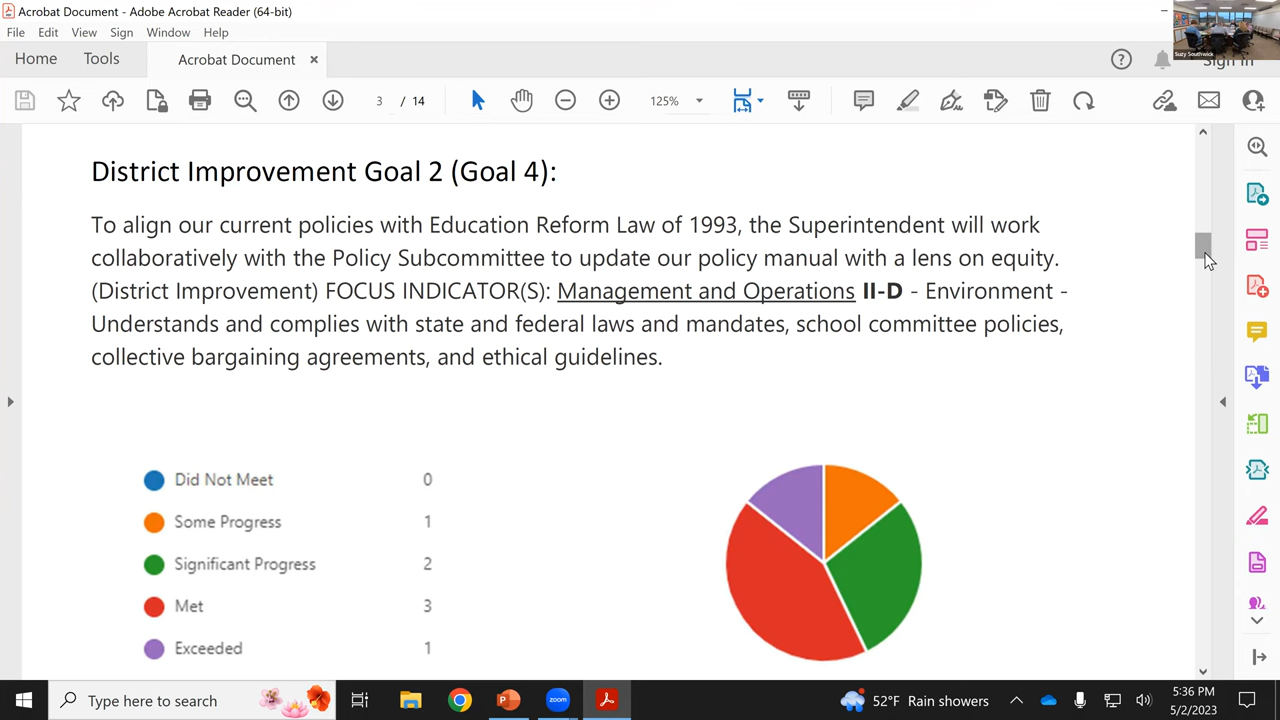 Acrobat Document - Adobe Acrobat Reader (64-bit)
File Edit View Window Help
Suzy Southwick
Home Tools Acrobat Document × Sign In
3 / 14 125%
District Improvement Goal 2 (Goal 4):
To align our current policies with Education Reform Law of 1993, the Superintendent will work
collaboratively with the Policy Subcommittee to update our policy manual with a lens on equity.
(District Improvement) FOCUS INDICATOR(S): Management and Operations II-D - Environment -
Understands and complies with state and federal laws and mandates, school committee policies,
collective bargaining agreements, and ethical guidelines.
Did Not Meet 0
Some Progress 1
Significant Progress 2
Met 3
Exceeded 1
Type here to search
zoom
52°F Rain showers
5:36 PM
5/2/2023